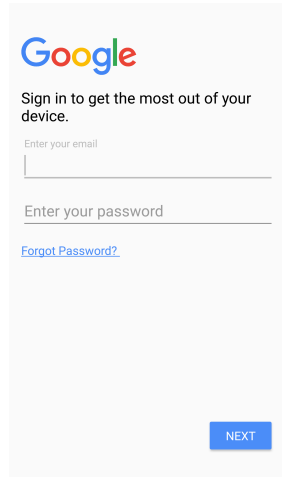 Google
Sign in to get the most out of your
device.
Enter your email
Enter your password
Forgot Password?
NEXT